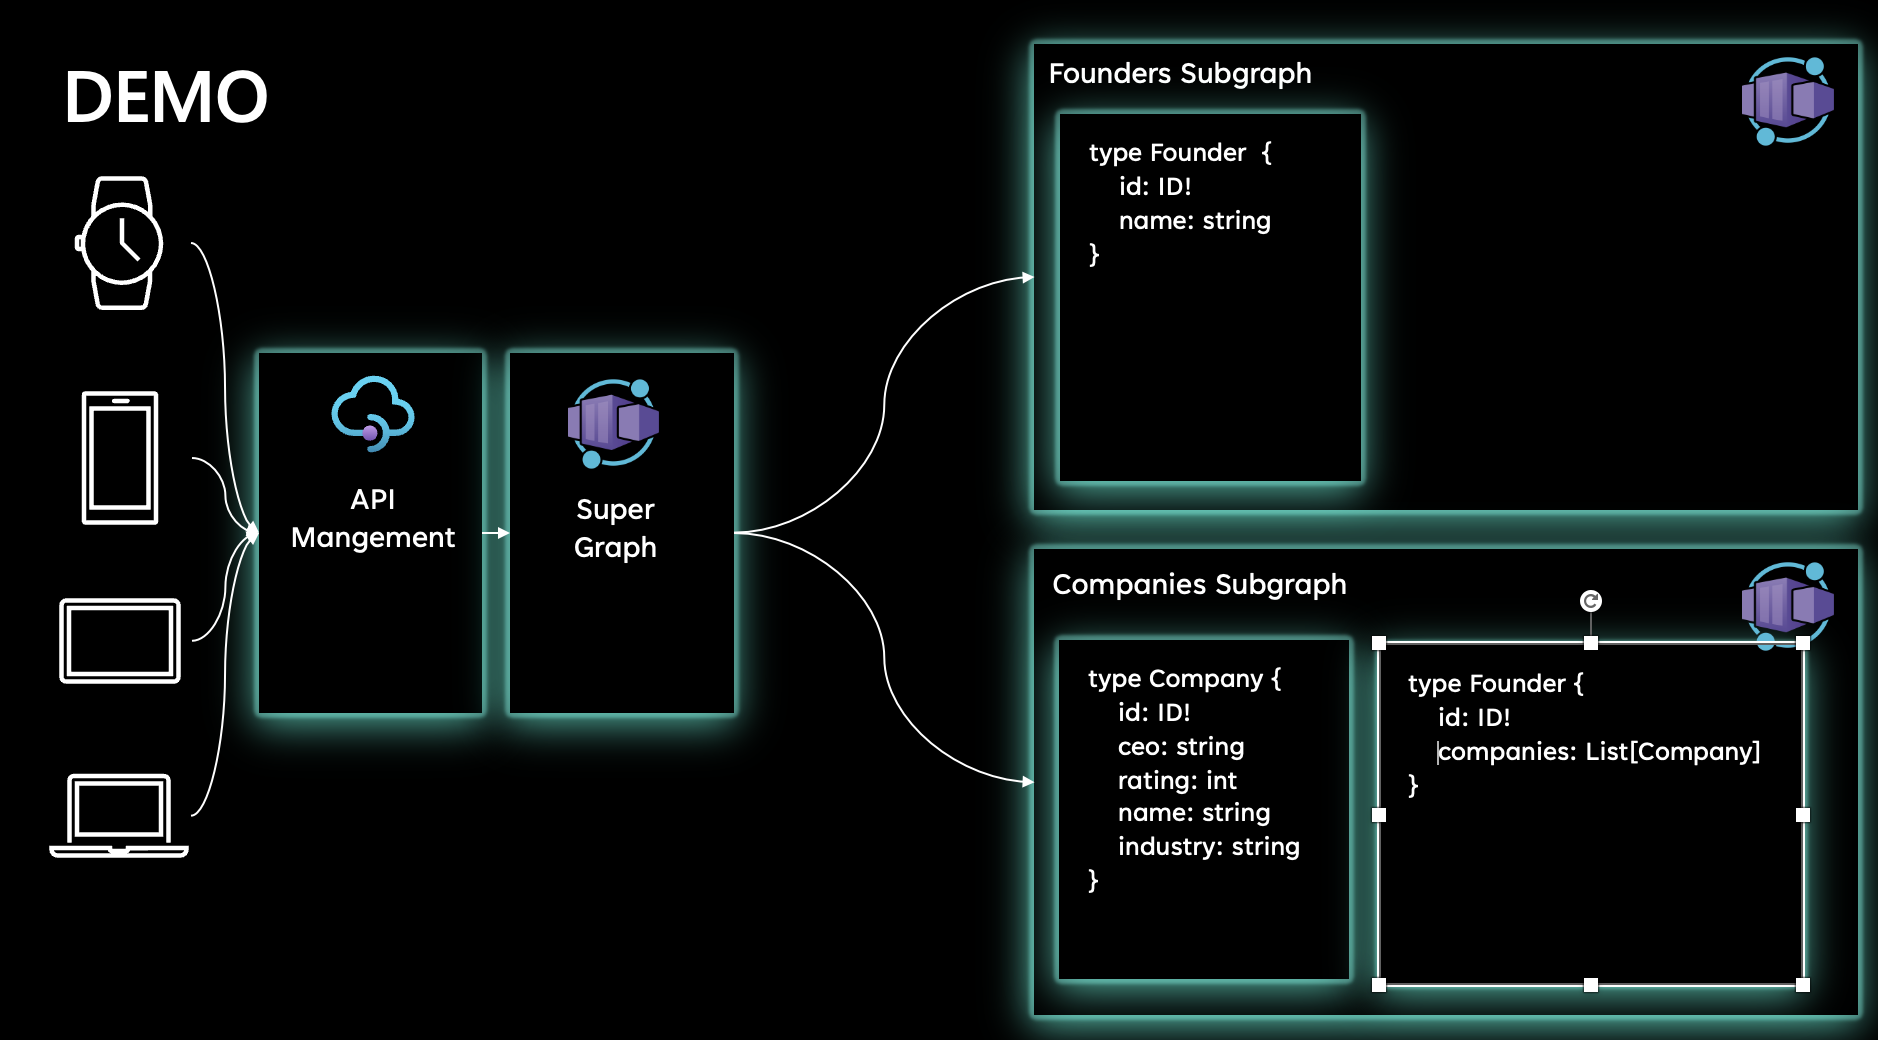 DEMO
API
Mangement
Super
Graph
Founders Subgraph
type Founder  {
id: ID!
name: string
}
Companies Subgraph
type Company {
id: ID!
ceo: string
rating: int
name: string
industry: string
}
type Founder {
id: ID!
companies: List[Company]
}